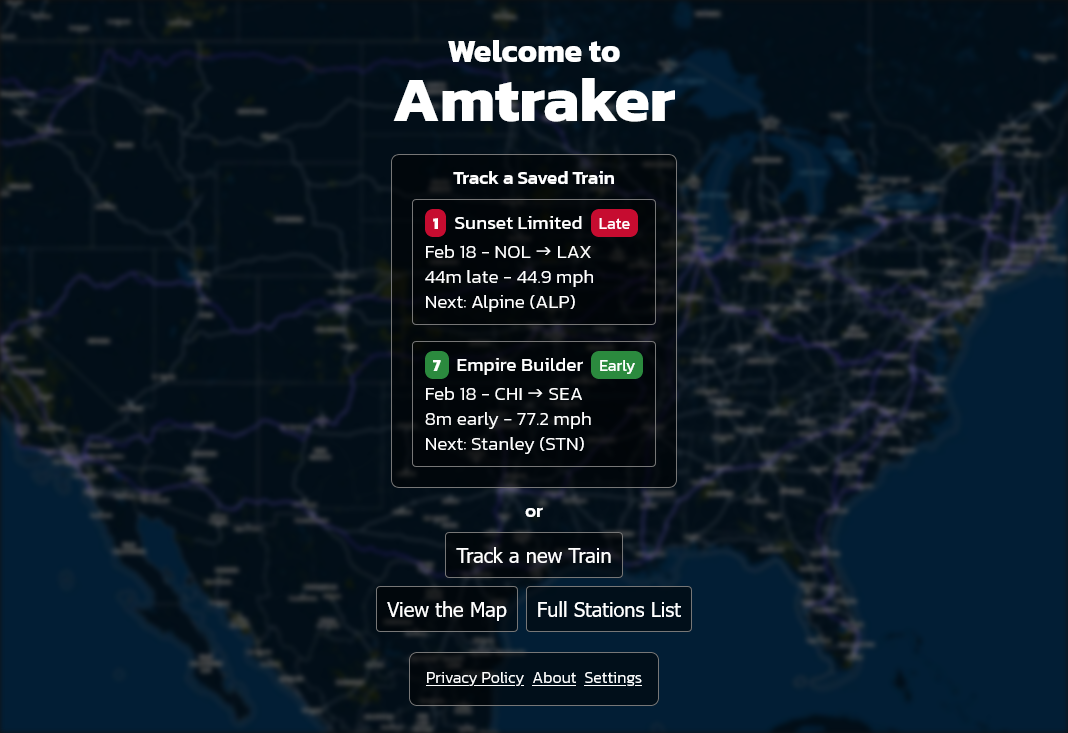 Welcome to
Amtraker
Track a Saved Train
1 Sunset Limited Late
Feb 18 - NOL → LAX
44m late - 44.9 mph
Next: Alpine (ALP)
7 Empire Builder Early
Feb 18 - CHI → SEA
8m early - 77.2 mph
Next: Stanley (STN)
or
Track a new Train
View the Map Full Stations List
Privacy Policy About Settings